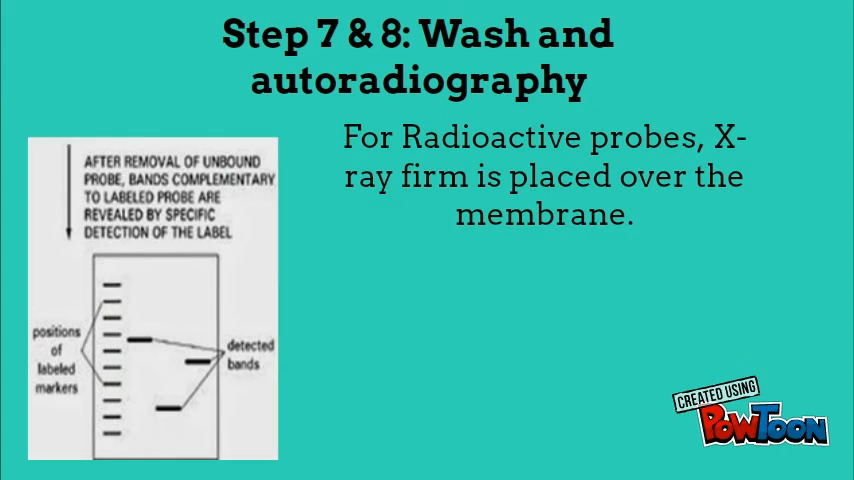 Step 7 & 8: Wash and
autoradiography
For Radioactive probes, X-
ray firm is placed over the
membrane.
AFTER REMOVAL OF UNBOUND
PROBE, BANDS COMPLEMENTARY
TO LABELED PROBE ARE
REVEALED BY SPECIFIC
DETECTION OF THE LABEL
positions
of
labeled
markers
detected
bands
CREATED USING
POWTOON